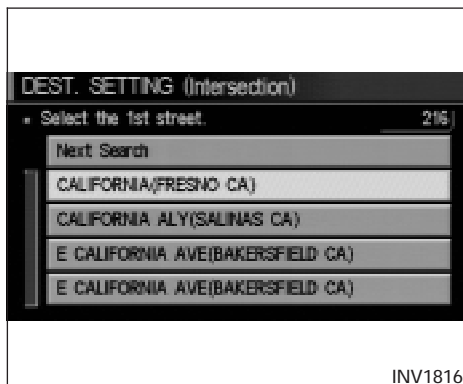 DEST. SETTING (Intersection)
Select the 1st street. 216
Next Search
CALIFORNIA(FRESNO CA)
CALIFORNIA ALY(SALINAS CA)
E CALIFORNIA AVE(BAKERSFIELD CA)
E CALIFORNIA AVE(BAKERSFIELD CA)
INV1816